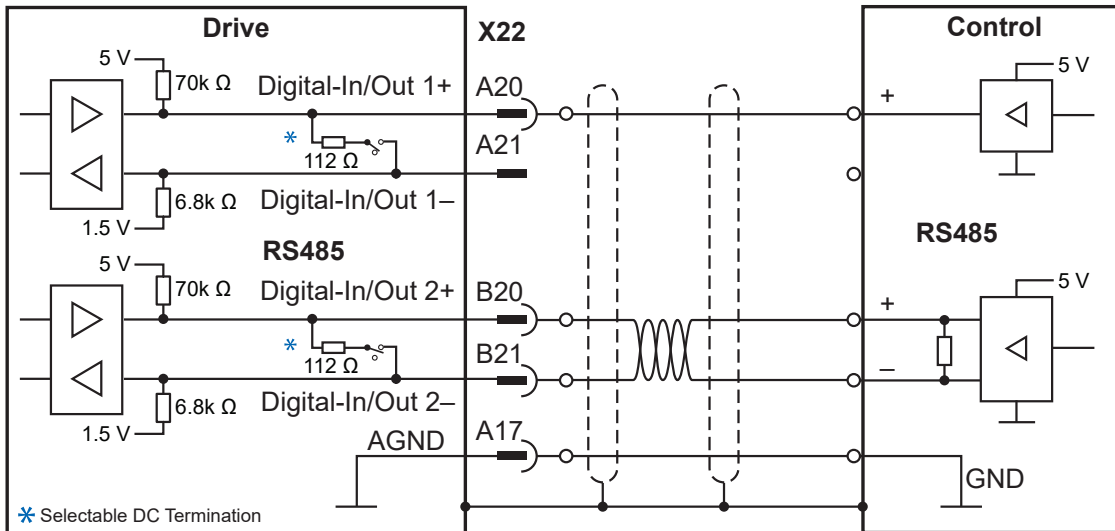 Drive
X22
Control
5 V
70k Ω
Digital-In/Out 1+
A20
+
5 V
*
112 Ω
A21
6.8k Ω
Digital-In/Out 1–
1.5 V
RS485
RS485
5 V
70k Ω
Digital-In/Out 2+
B20
+
5 V
*
112 Ω
B21
–
6.8k Ω
Digital-In/Out 2–
1.5 V
AGND
A17
GND
* Selectable DC Termination